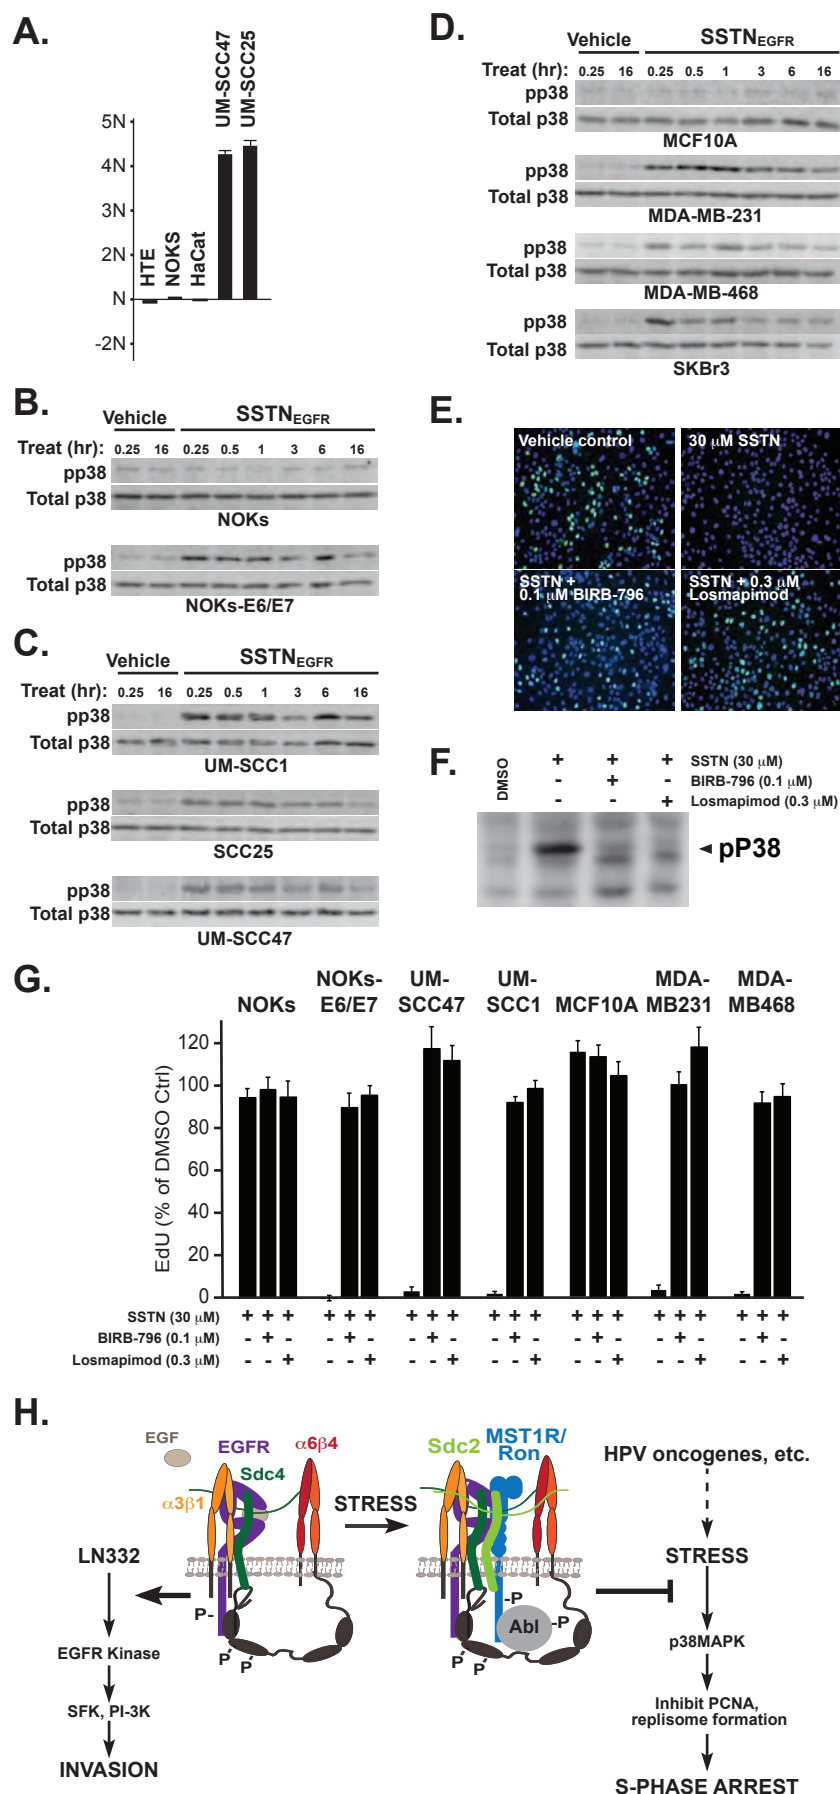 A.
UM-SCC47
UM-SCC25
5N
4N
3N
2N
N
-2N
HTE
NOKS
HaCat
B.
Vehicle
SSTNEGFR
Treat (hr): 0.25 16 0.25 0.5 1 3 6 16
pp38
Total p38
NOKs
pp38
Total p38
NOKs-E6/E7
C.
Vehicle
SSTNEGFR
Treat (hr): 0.25 16 0.25 0.5 1 3 6 16
pp38
Total p38
UM-SCC1
pp38
Total p38
SCC25
pp38
Total p38
UM-SCC47
D.
Vehicle
SSTNEGFR
Treat (hr): 0.25 16 0.25 0.5 1 3 6 16
pp38
Total p38
MCF10A
pp38
Total p38
MDA-MB-231
pp38
Total p38
MDA-MB-468
pp38
Total p38
SKBr3
E.
Vehicle control
30 µM SSTN
SSTN +
0.1 µM BIRB-796
SSTN + 0.3 µM
Losmapimod
F.
DMSO
+ + + SSTN (30 µM)
- + - BIRB-796 (0.1 µM)
- - + Losmapimod (0.3 µM)
pP38
G.
NOKs
NOKs-
E6/E7
UM-
SCC47
UM-
SCC1
MCF10A
MDA-
MB231
MDA-
MB468
EdU (% of DMSO Ctrl)
120
100
80
60
40
20
0
SSTN (30 µM) + + + + + + + + + + + + + + + + + + + + +
BIRB-796 (0.1 µM) - + - - + - - + - - + - - + - - + - - + -
Losmapimod (0.3 µM) - - + - - + - - + - - + - - + - - + - - +
H.
EGF
EGFR
α6β4
Sdc4
α3β1
STRESS
Sdc2
MST1R/
Ron
HPV oncogenes, etc.
LN332
STRESS
P-
P
P
-P
Abl
-P
P
P
EGFR Kinase
p38MAPK
SFK, PI-3K
Inhibit PCNA,
replisome formation
INVASION
S-PHASE ARREST